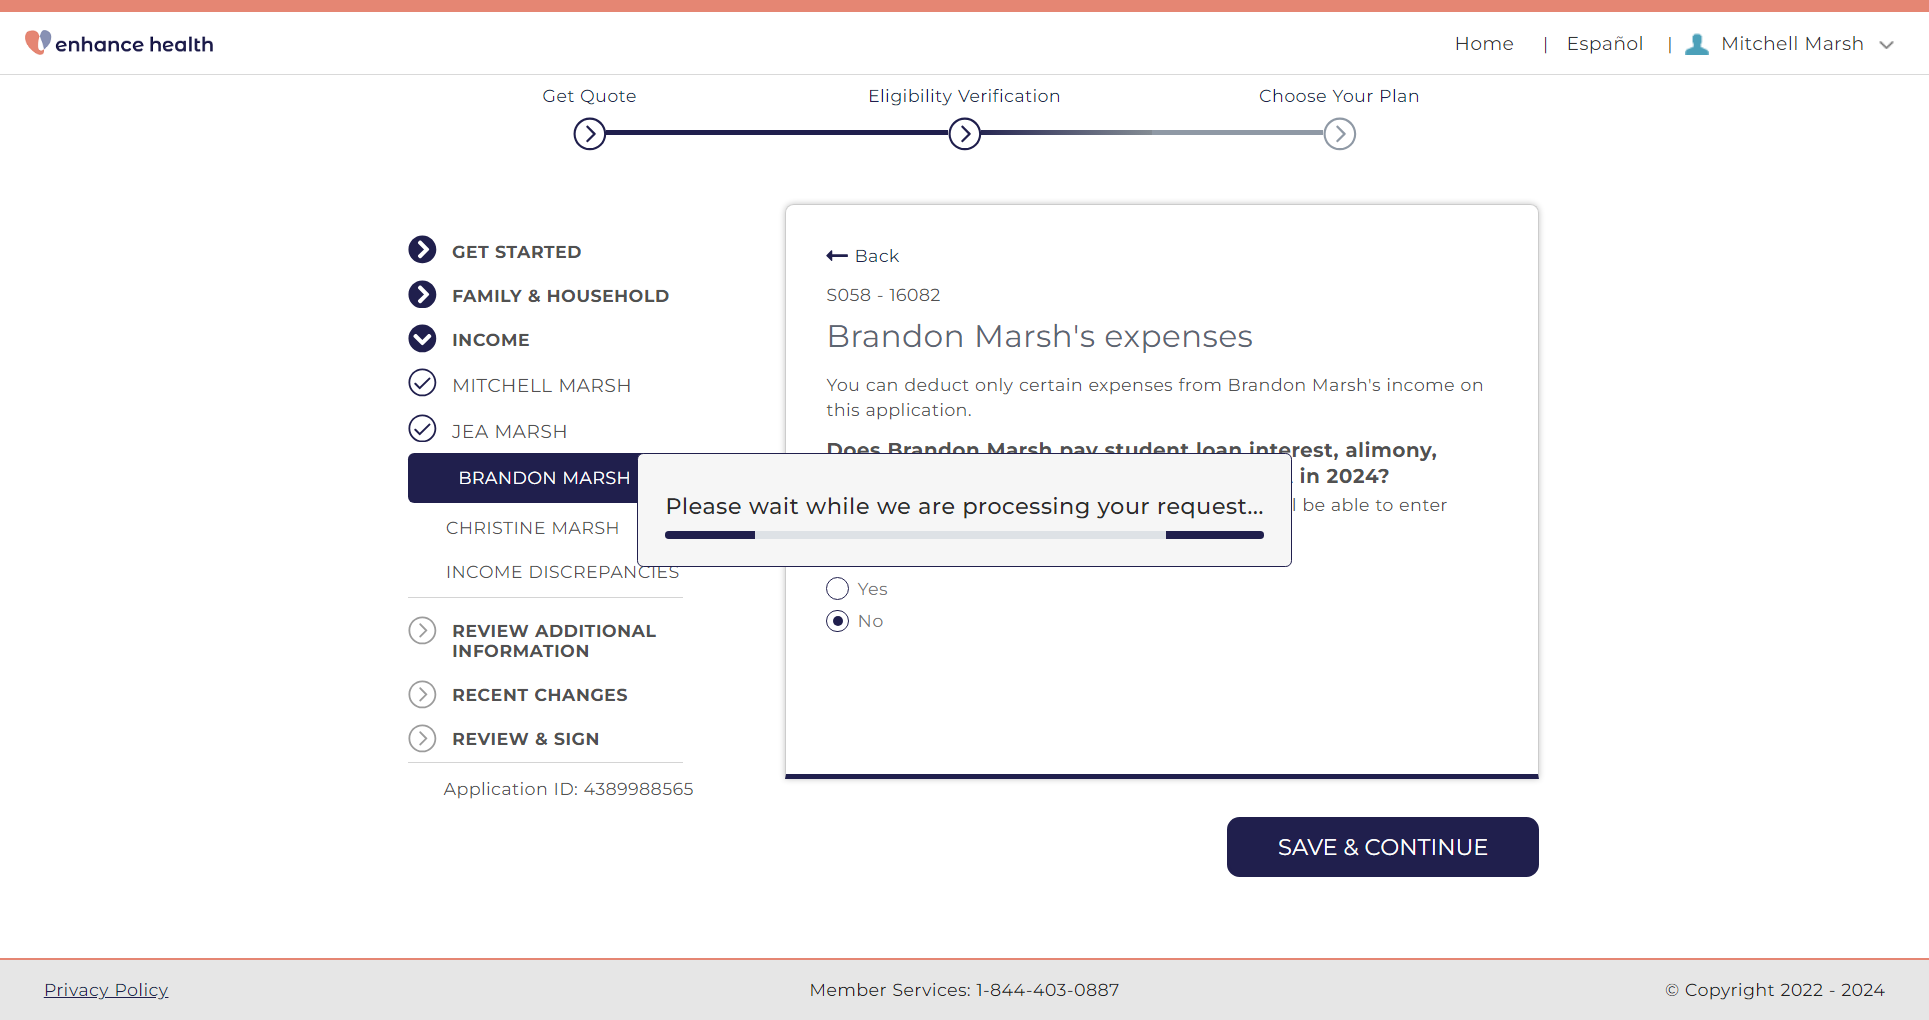 enhance health
Home | Español | Mitchell Marsh
Get Quote
Eligibility Verification
Choose Your Plan
GET STARTED
FAMILY & HOUSEHOLD
INCOME
MITCHELL MARSH
JEA MARSH
BRANDON MARSH
CHRISTINE MARSH
INCOME DISCREPANCIES
REVIEW ADDITIONAL
INFORMATION
RECENT CHANGES
REVIEW & SIGN
Application ID: 4389988565
Back
S058 - 16082
Brandon Marsh's expenses
You can deduct only certain expenses from Brandon Marsh's income on
this application.
Does Brandon Marsh pay student loan interest, alimony,
in 2024?
be able to enter
Please wait while we are processing your request...
Yes
No
SAVE & CONTINUE
Privacy Policy
Member Services: 1-844-403-0887
© Copyright 2022 - 2024